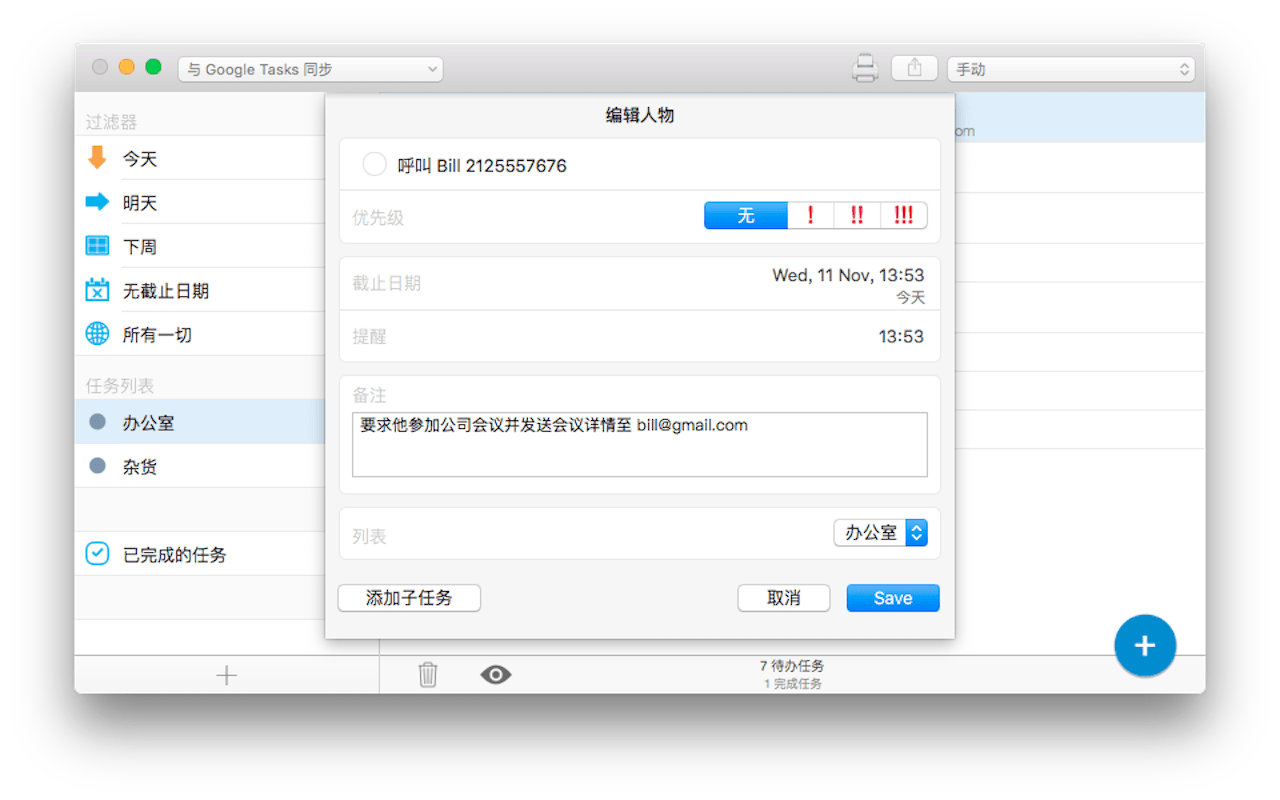 与 Google Tasks 同步
手动
过滤器
今天
明天
下周
无截止日期
所有一切
任务列表
办公室
杂货
已完成的任务
om
编辑人物
呼叫 Bill 2125557676
优先级
无 ! !! !!!
截止日期
Wed, 11 Nov, 13:53
今天
提醒
13:53
备注
要求他参加公司会议并发送会议详情至 bill@gmail.com
列表
办公室
添加子任务
取消
Save
7 待办任务
1 完成任务